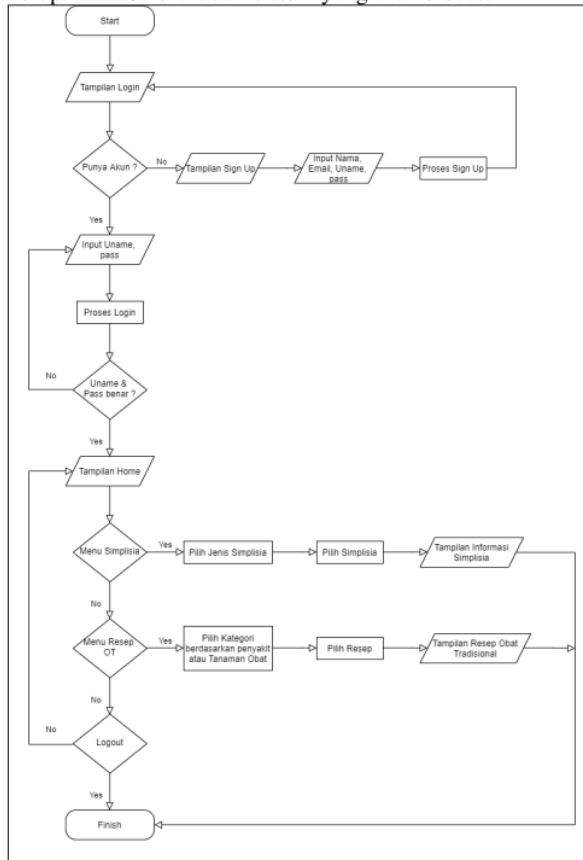 Start
Tampilan Login
Punya Akun ?
No
Tampilan Sign Up
Input Nama,
Email, Uname,
pass
Proses Sign Up
Yes
Input Uname,
pass
Proses Login
No
Uname &
Pass benar ?
Yes
Tampilan Home
Menu Simplisia
Yes
Pilih Jenis Simplisia
Pilih Simplisia
Tampilan Informasi
Simplisia
No
Menu Resep
OT
Yes
Pilih Kategori
berdasarkan penyakit
atau Tanaman Obat
Pilih Resep
Tampilan Resep Obat
Tradisional
No
No
Logout
Yes
Finish